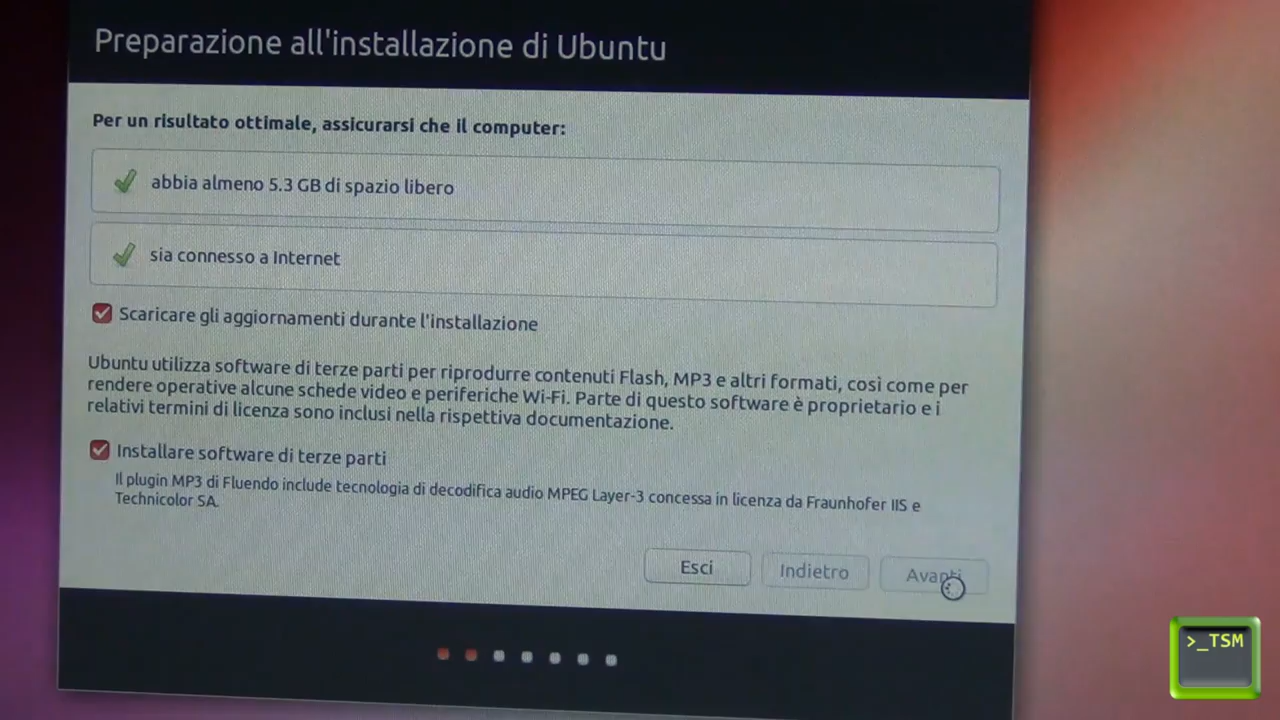 Preparazione all'installazione di Ubuntu
Per un risultato ottimale, assicurarsi che il computer:
abbia almeno 5.3 GB di spazio libero
sia connesso a Internet
Scaricare gli aggiornamenti durante l'installazione
Ubuntu utilizza software di terze parti per riprodurre contenuti Flash, MP3 e altri formati, così come per
rendere operative alcune schede video e periferiche Wi-Fi. Parte di questo software è proprietario e i
relativi termini di licenza sono inclusi nella rispettiva documentazione.
Installare software di terze parti
Il plugin MP3 di Fluendo include tecnologia di decodifica audio MPEG Layer-3 concessa in licenza da Fraunhofer IIS e
Technicolor SA.
Esci
Indietro
Avanti
>_TSM